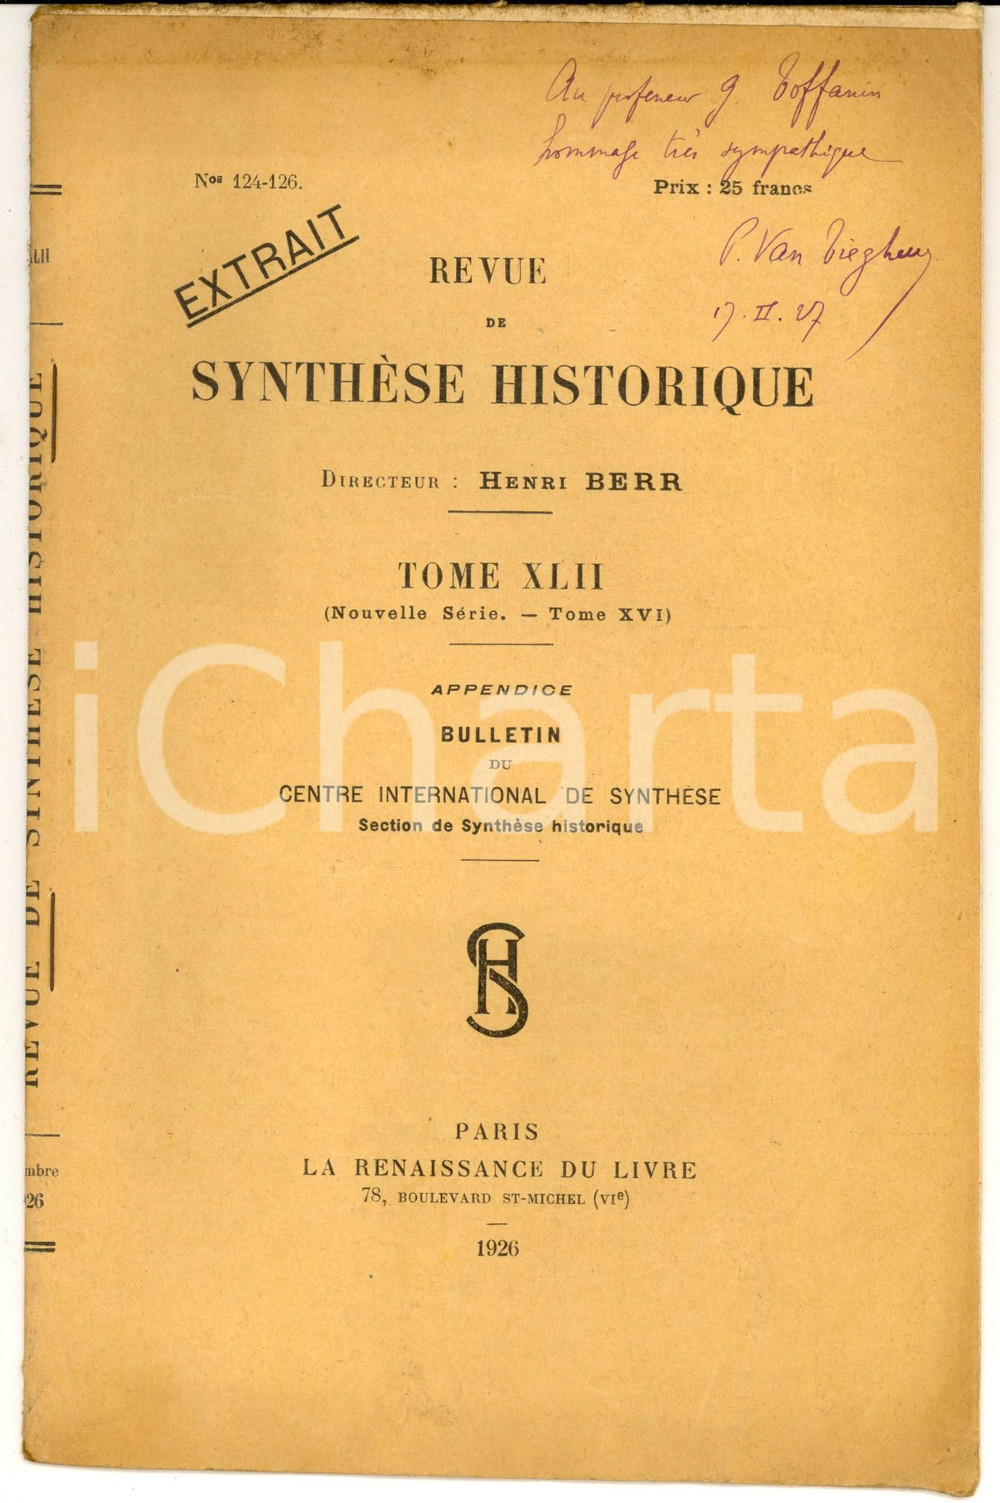 Au professeur G Toffanin
hommage très sympathique
P. Van Tieghem
17. II. 27
Nos 124-126.
Prix : 25 francs
EXTRAIT
REVUE
DE
SYNTHÈSE HISTORIQUE
DIRECTEUR : HENRI BERR
TOME XLII
(Nouvelle Série. — Tome XVI)
APPENDICE
BULLETIN
DU
CENTRE INTERNATIONAL DE SYNTHÈSE
Section de Synthèse historique
HS
PARIS
LA RENAISSANCE DU LIVRE
78, BOULEVARD ST-MICHEL (VIe)
1926
XLII
REVUE DE SYNTHÈSE HISTORIQUE
mbre
26
iCharta